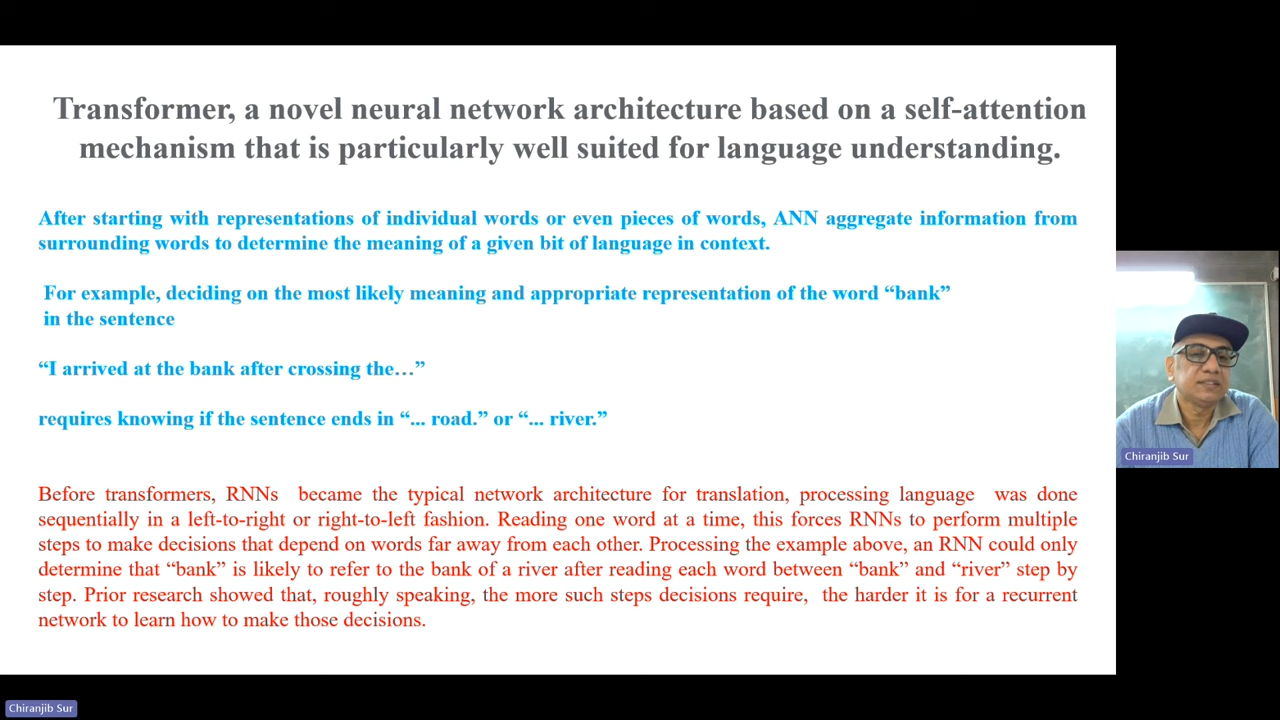 Transformer, a novel neural network architecture based on a self-attention
mechanism that is particularly well suited for language understanding.
After starting with representations of individual words or even pieces of words, ANN aggregate information from
surrounding words to determine the meaning of a given bit of language in context.
For example, deciding on the most likely meaning and appropriate representation of the word “bank”
in the sentence
“I arrived at the bank after crossing the…”
requires knowing if the sentence ends in “... road.” or “... river.”
Before transformers, RNNs became the typical network architecture for translation, processing language was done
sequentially in a left-to-right or right-to-left fashion. Reading one word at a time, this forces RNNs to perform multiple
steps to make decisions that depend on words far away from each other. Processing the example above, an RNN could only
determine that “bank” is likely to refer to the bank of a river after reading each word between “bank” and “river” step by
step. Prior research showed that, roughly speaking, the more such steps decisions require, the harder it is for a recurrent
network to learn how to make those decisions.
Chiranjib Sur
Chiranjib Sur